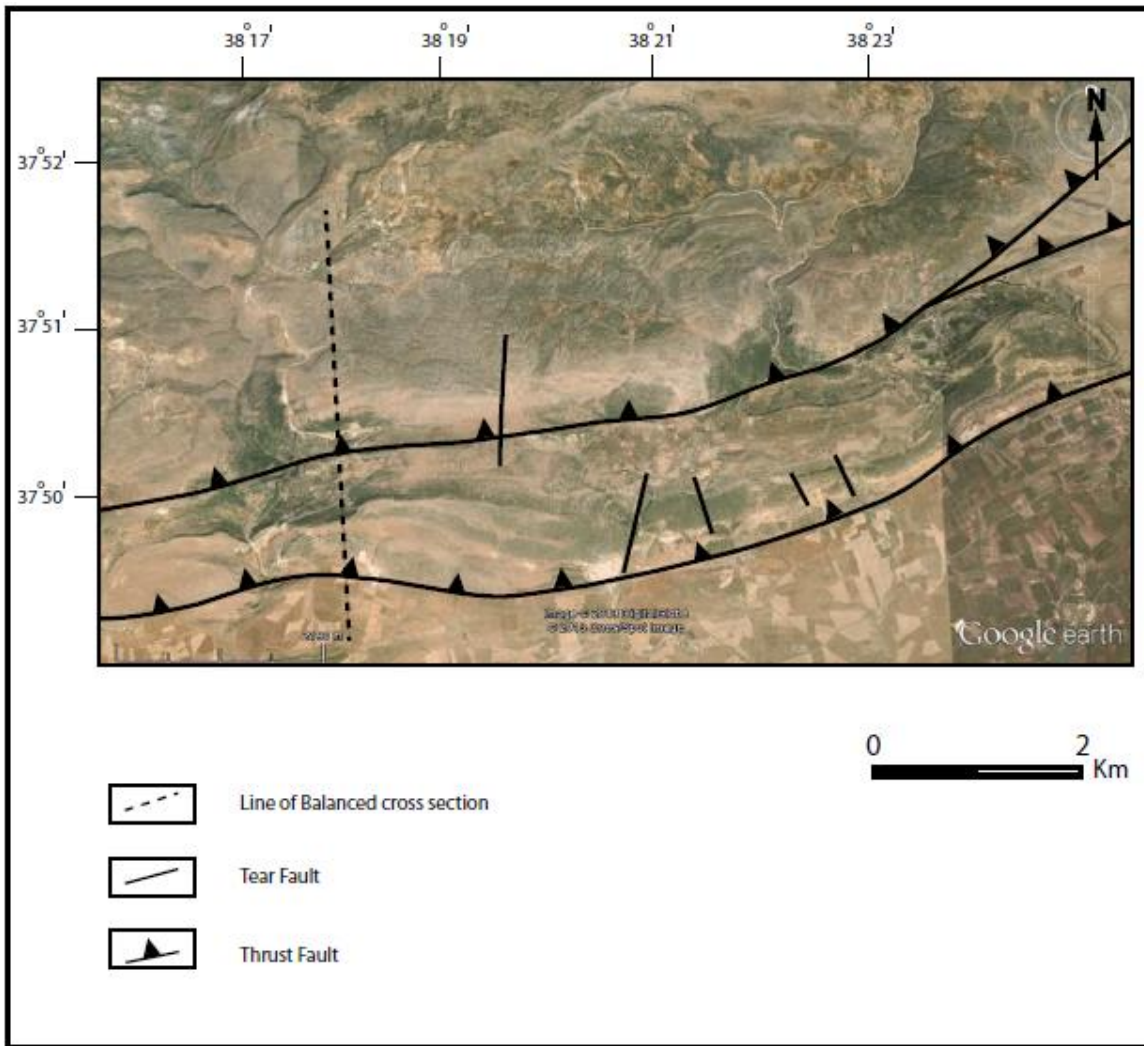 38°17' 38°19' 38°21' 38°23'
N
37°52'
37°51'
37°50'
Google earth
0 2
Km
Line of Balanced cross section
Tear Fault
Thrust Fault